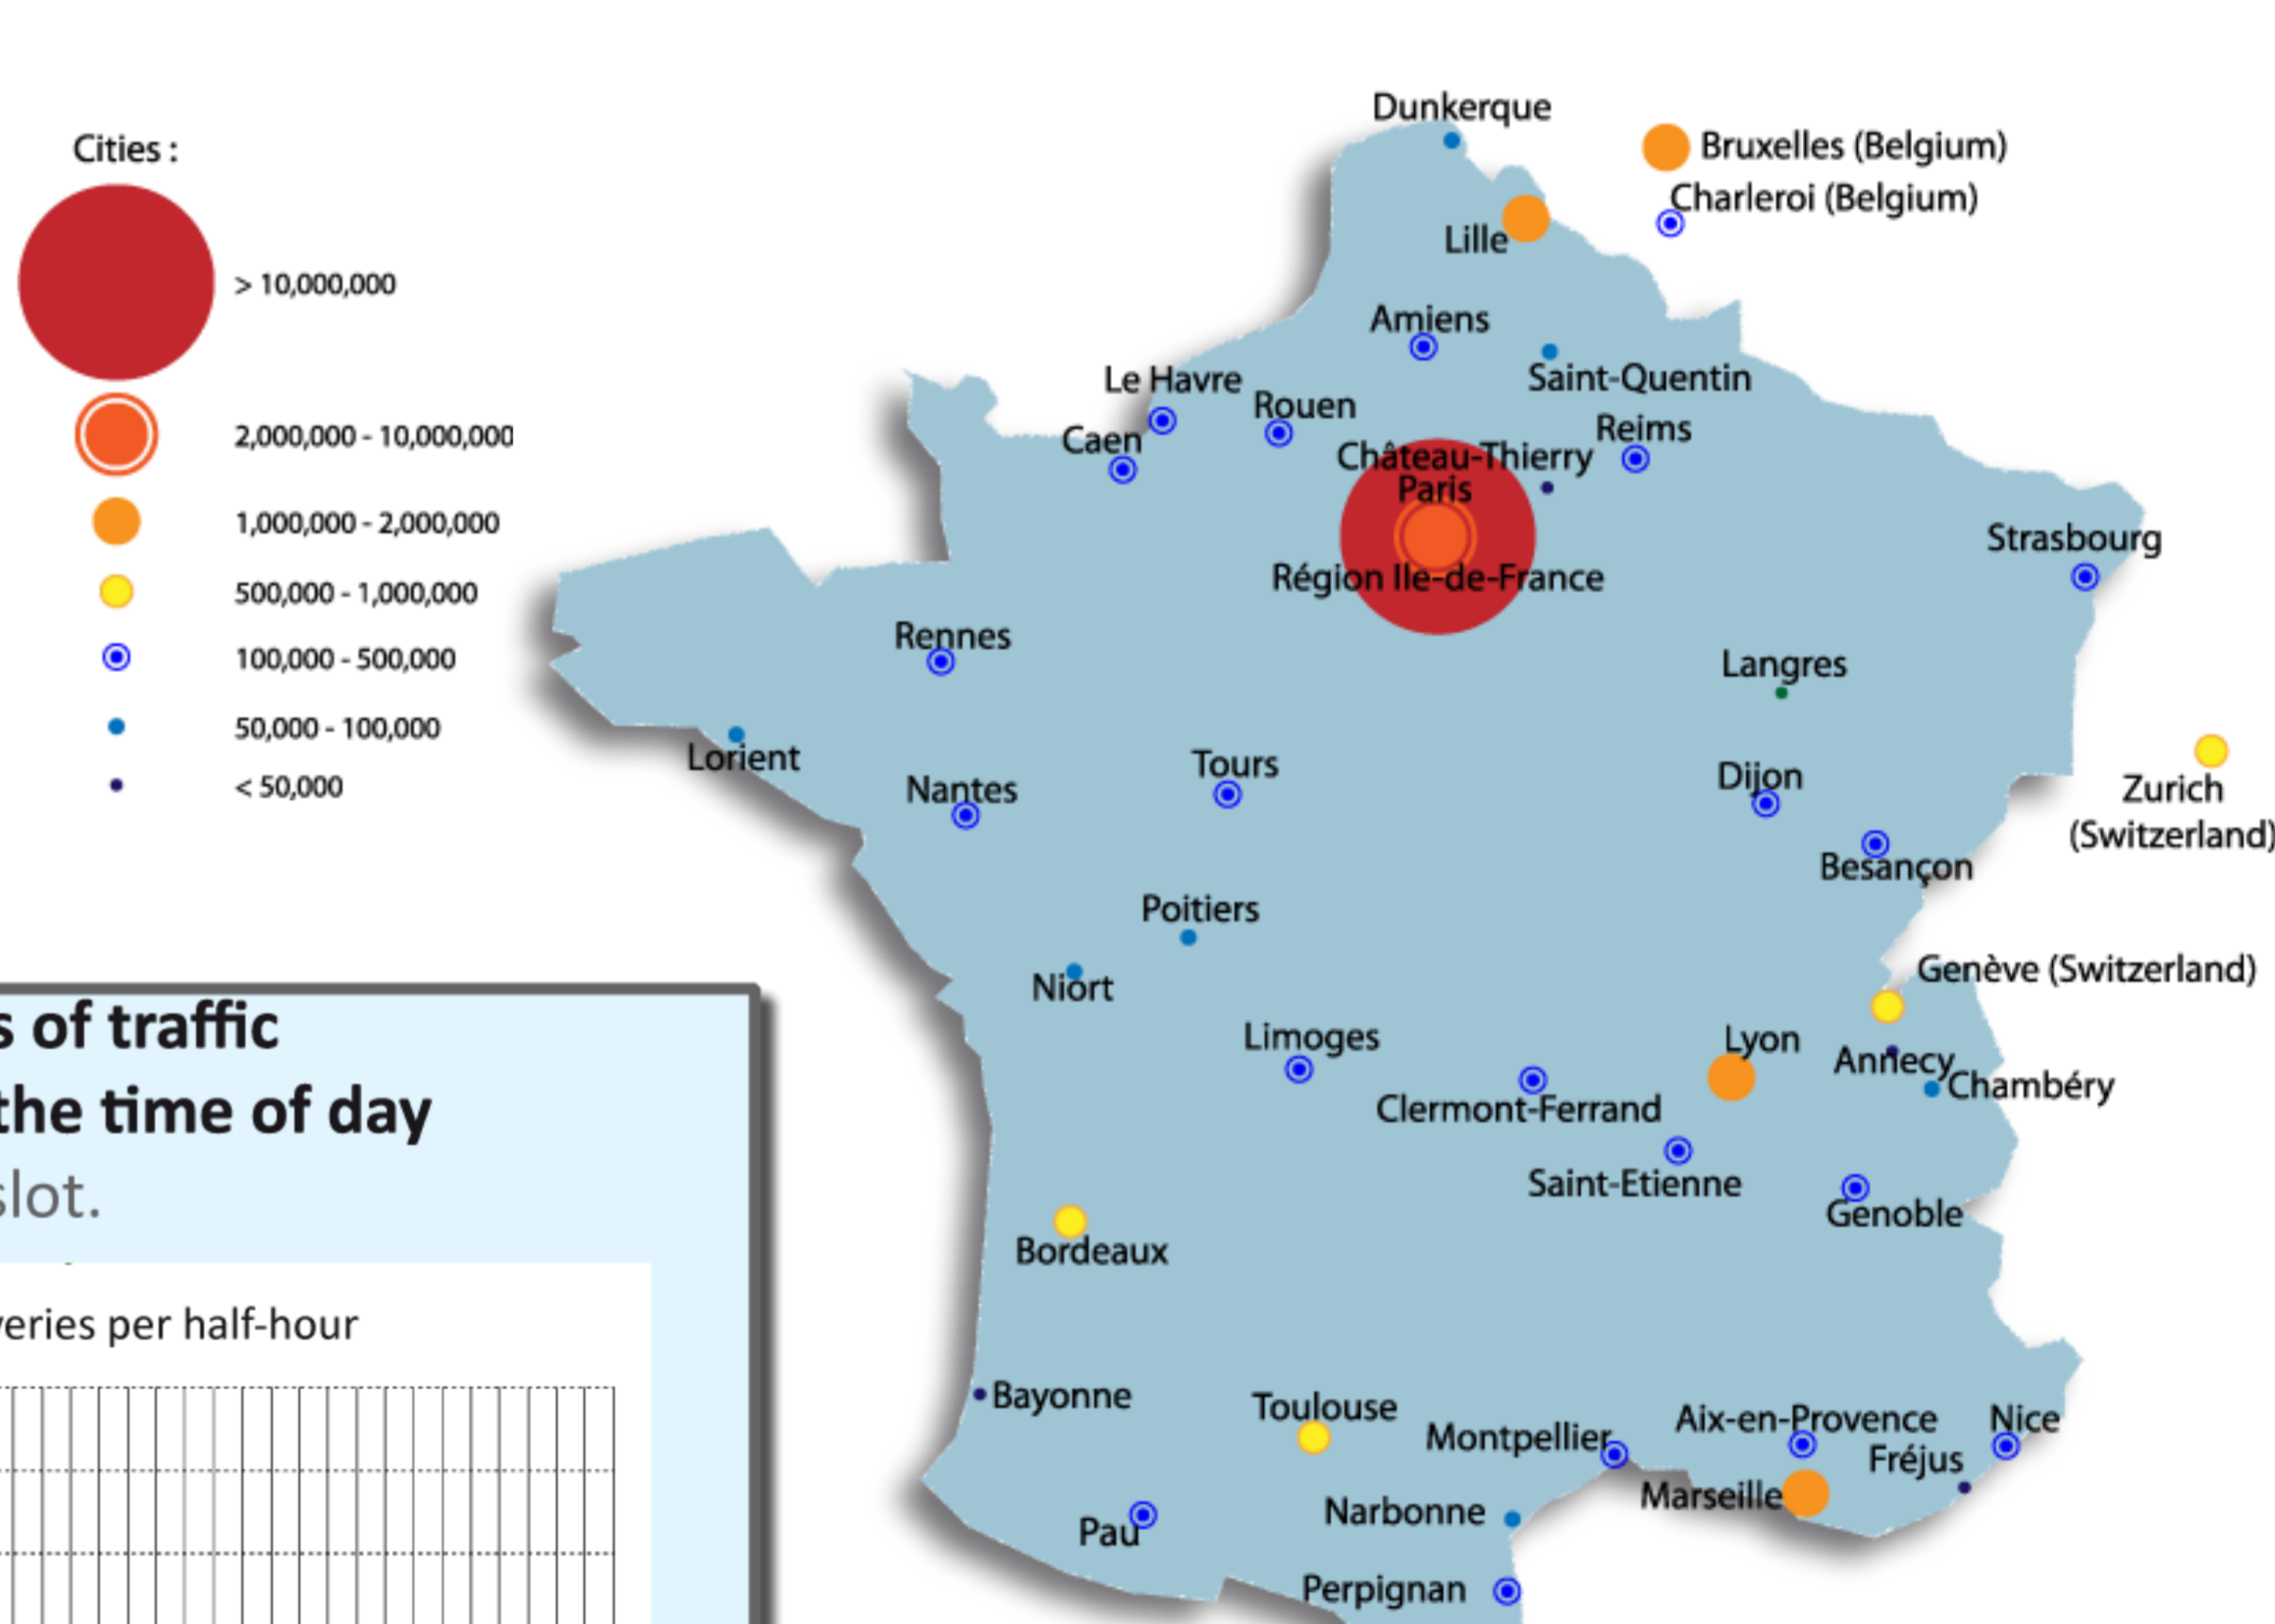 Cities :
> 10,000,000
2,000,000 - 10,000,000
1,000,000 - 2,000,000
500,000 - 1,000,000
100,000 - 500,000
50,000 - 100,000
< 50,000
Dunkerque
Bruxelles (Belgium)
Charleroi (Belgium)
Lille
Amiens
Saint-Quentin
Le Havre
Rouen
Reims
Caen
Château-Thierry
Paris
Région Ile-de-France
Strasbourg
Rennes
Langres
Lorient
Nantes
Tours
Dijon
Zurich
(Switzerland)
Besançon
Poitiers
Niort
Genève (Switzerland)
Limoges
Lyon
Annecy
Chambéry
Clermont-Ferrand
Saint-Etienne
Genoble
Bordeaux
Bayonne
Toulouse
Montpellier
Aix-en-Provence
Nice
Fréjus
Marseille
Narbonne
Pau
Perpignan
s of traffic
the time of day
slot.
veries per half-hour